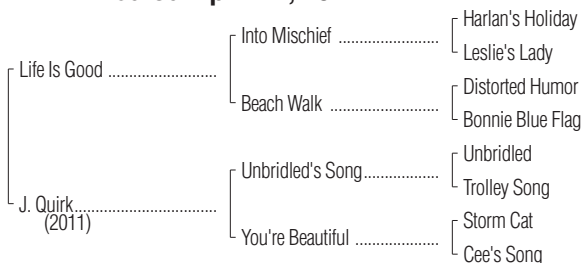 Harlan's Holiday
Into Mischief ..........................
Leslie's Lady
Life Is Good ............................
Distorted Humor
Beach Walk ............................
Bonnie Blue Flag
Unbridled
Unbridled's Song...................
Trolley Song
J. Quirk....................................
(2011)
Storm Cat
You're Beautiful .....................
Cee's Song